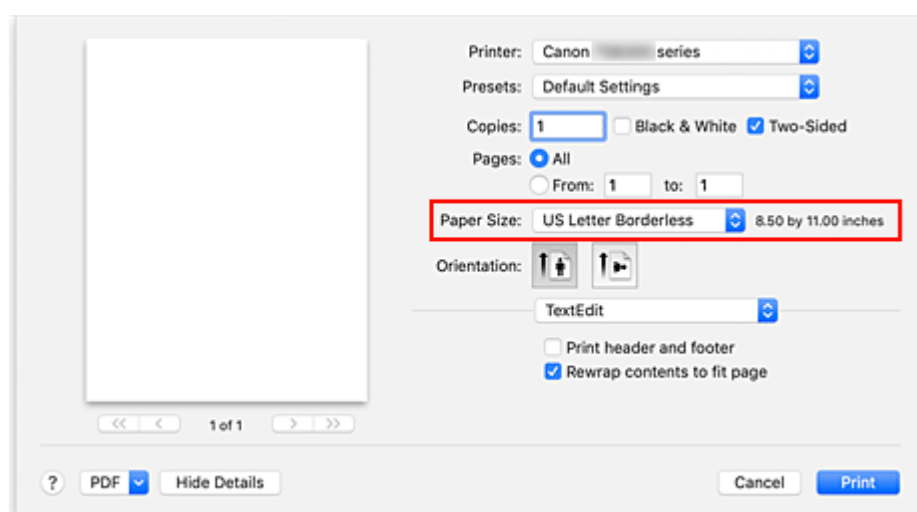 Printer: Canon series
Presets: Default Settings
Copies: 1 Black & White Two-Sided
Pages: All
From: 1 to: 1
Paper Size: US Letter Borderless 8.50 by 11.00 inches
Orientation:
TextEdit
Print header and footer
Rewrap contents to fit page
<< < 1 of 1 > >>
? PDF Hide Details Cancel Print